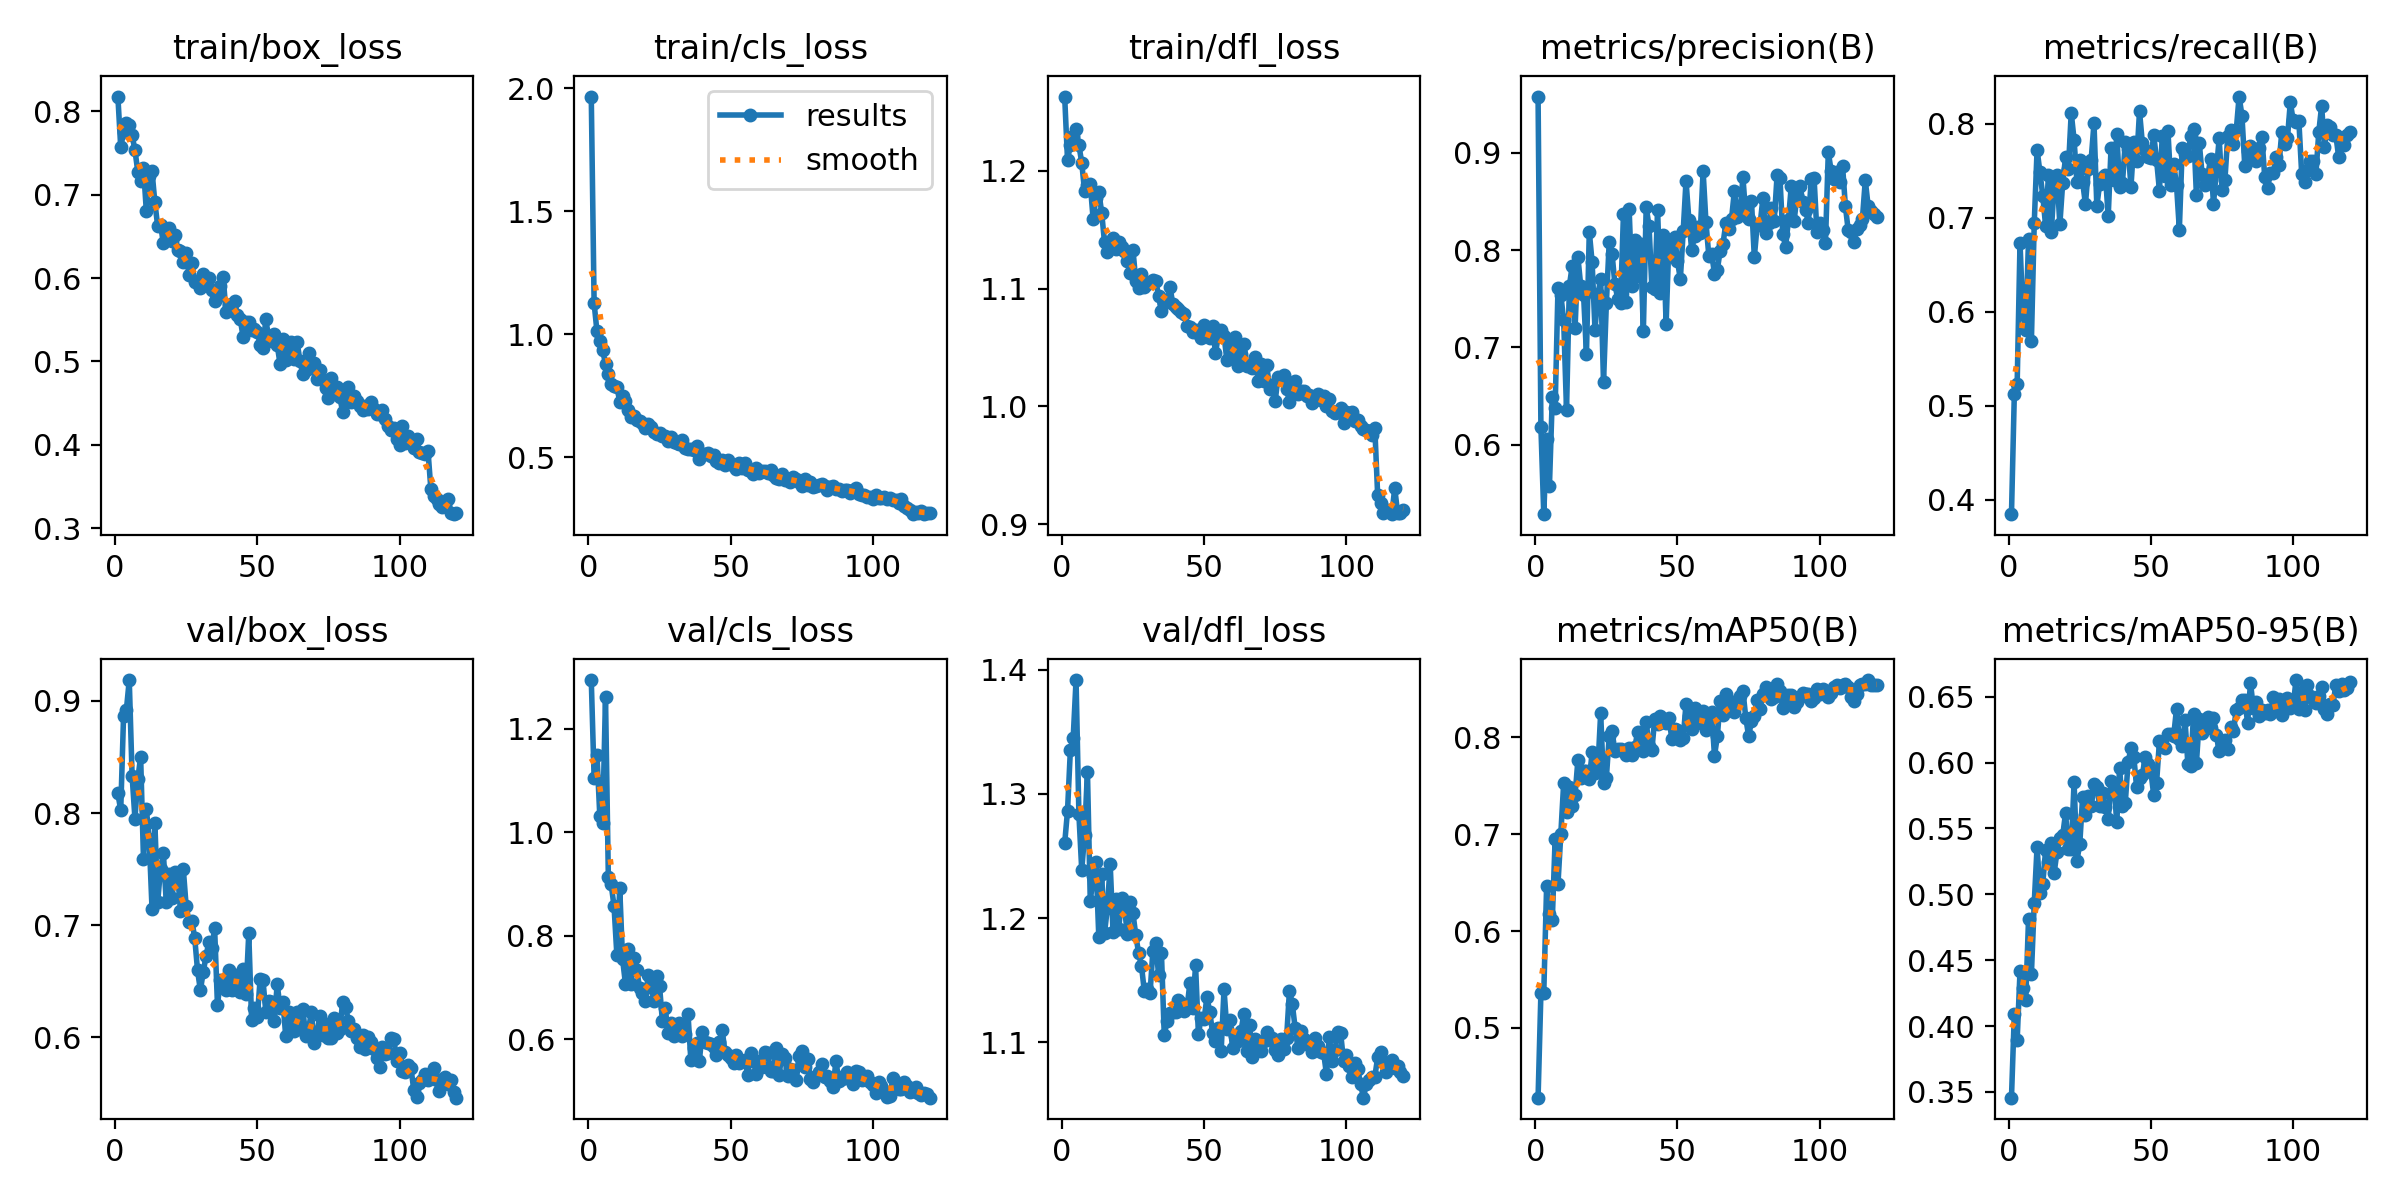 train/box_loss
0.8
0.7
0.6
0.5
0.4
0.3
0 50 100
train/cls_loss
results
smooth
2.0
1.5
1.0
0.5
0 50 100
train/dfl_loss
1.2
1.1
1.0
0.9
0 50 100
metrics/precision(B)
0.9
0.8
0.7
0.6
0 50 100
metrics/recall(B)
0.8
0.7
0.6
0.5
0.4
0 50 100
val/box_loss
0.9
0.8
0.7
0.6
0 50 100
val/cls_loss
1.2
1.0
0.8
0.6
0 50 100
val/dfl_loss
1.4
1.3
1.2
1.1
0 50 100
metrics/mAP50(B)
0.8
0.7
0.6
0.5
0 50 100
metrics/mAP50-95(B)
0.65
0.60
0.55
0.50
0.45
0.40
0.35
0 50 100